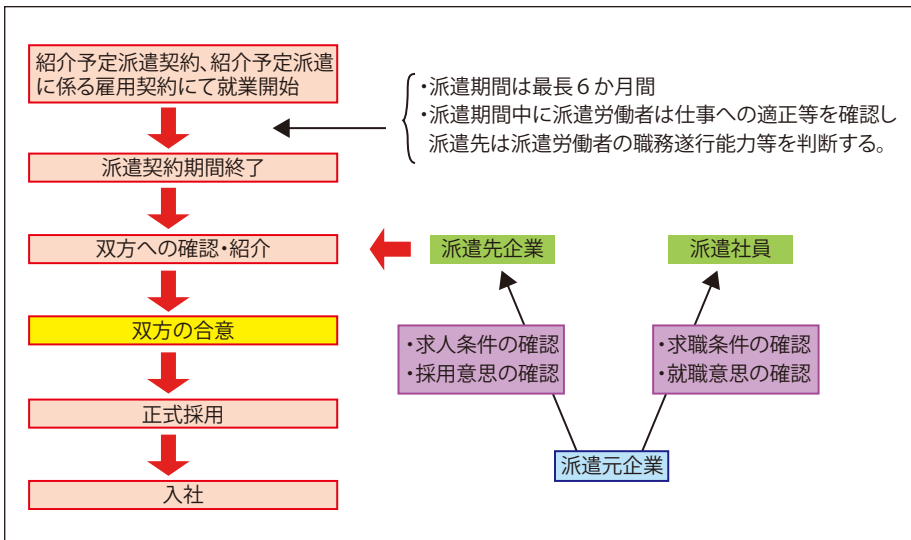 紹介予定派遣契約、紹介予定派遣
に係る雇用契約にて就業開始
・派遣期間は最長6か月間
・派遣期間中に派遣労働者は仕事への適正等を確認し
派遣先は派遣労働者の職務遂行能力等を判断する。
派遣契約期間終了
双方への確認・紹介
派遣先企業
派遣社員
双方の合意
・求人条件の確認
・採用意思の確認
・求職条件の確認
・就職意思の確認
正式採用
派遣元企業
入社